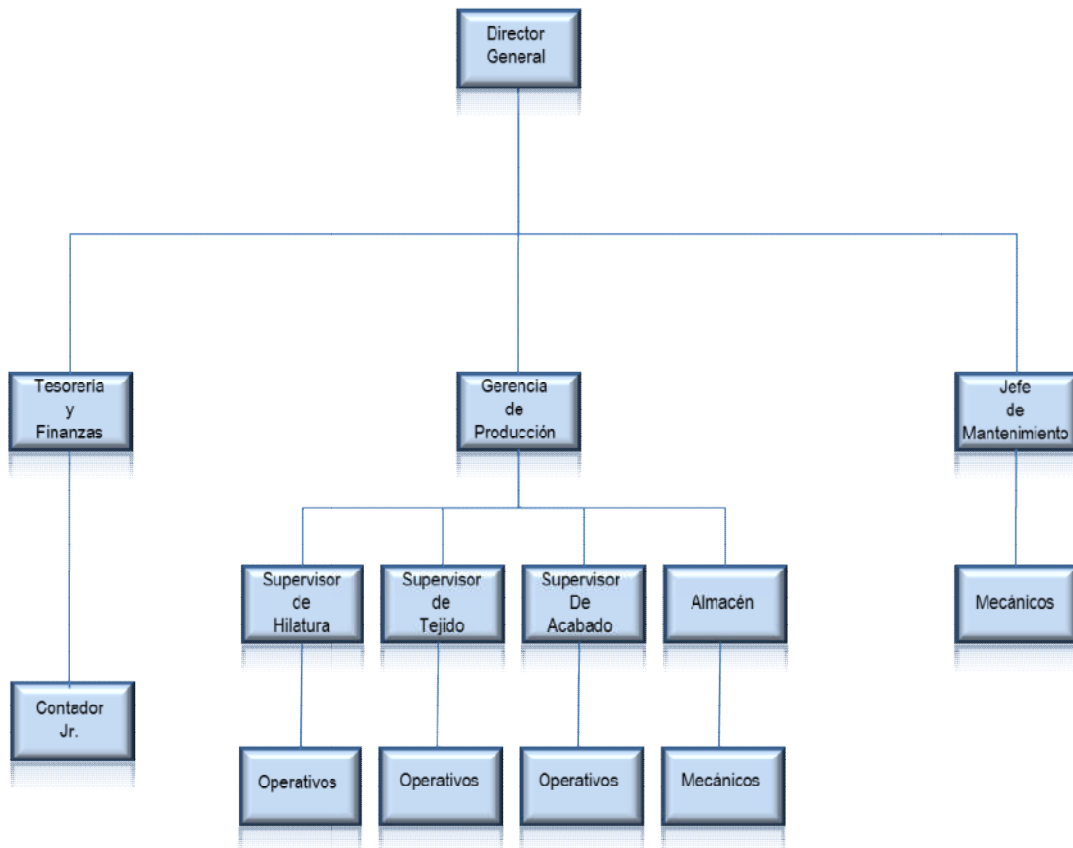 Director
General
Tesorería
y
Finanzas
Gerencia
de
Producción
Jefe
de
Mantenimiento
Supervisor
de
Hilatura
Supervisor
de
Tejido
Supervisor
De
Acabado
Almacén
Mecánicos
Contador
Jr.
Operativos
Operativos
Operativos
Mecánicos